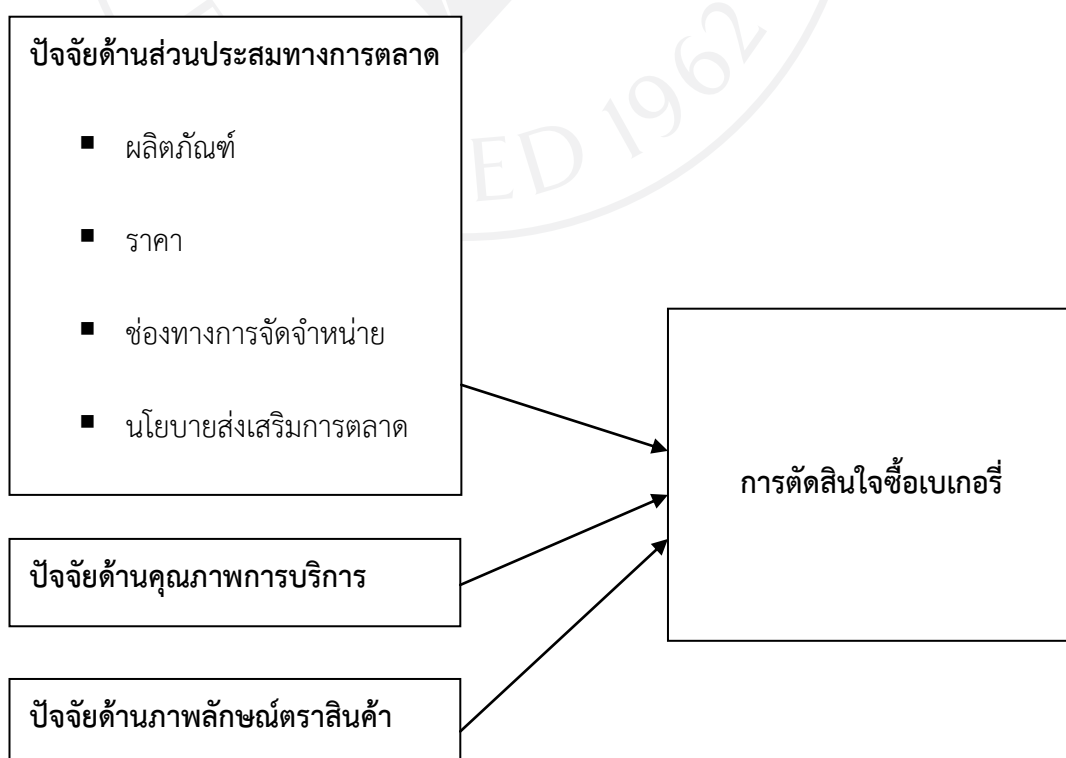 ปัจจัยด้านส่วนประสมทางการตลาด
▪ ผลิตภัณฑ์
▪ ราคา
▪ ช่องทางการจัดจำหน่าย
▪ นโยบายส่งเสริมการตลาด
การตัดสินใจซื้อเบเกอรี่
ปัจจัยด้านคุณภาพการบริการ
ปัจจัยด้านภาพลักษณ์ตราสินค้า
ED 1962